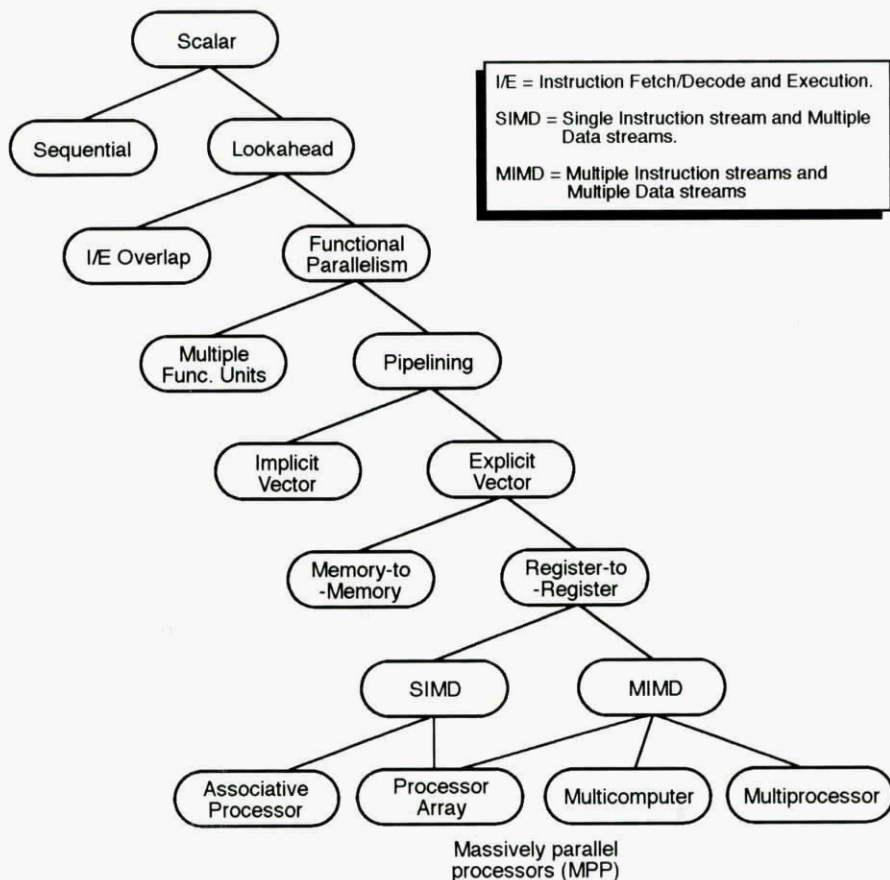 Scalar
I/E = Instruction Fetch/Decode and Execution.
SIMD = Single Instruction stream and Multiple
Data streams.
MIMD = Multiple Instruction streams and
Multiple Data streams
Sequential
Lookahead
I/E Overlap
Functional
Parallelism
Multiple
Func. Units
Pipelining
Implicit
Vector
Explicit
Vector
Memory-to
-Memory
Register-to
-Register
SIMD
MIMD
Associative
Processor
Processor
Array
Multicomputer
Multiprocessor
Massively parallel
processors (MPP)